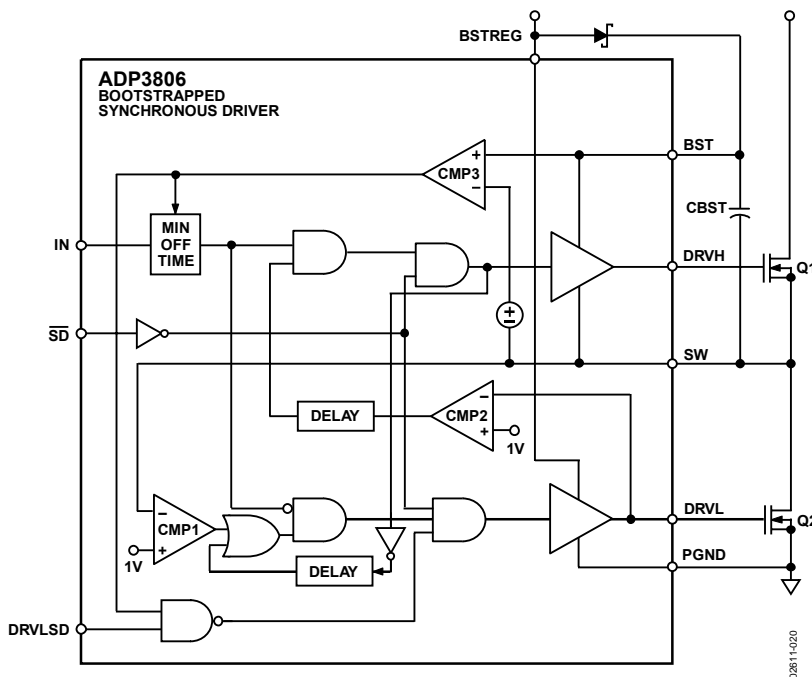 BSTREG
ADP3806
BOOTSTRAPPED
SYNCHRONOUS DRIVER
BST
+
CMP3
−
CBST
MIN
OFF
TIME
IN
DRVH
Q1
+
−
SD
SW
−
DELAY
CMP2
+
1V
−
CMP1
DRVL
Q2
1V
+
PGND
DELAY
DRVLSD
02611-020